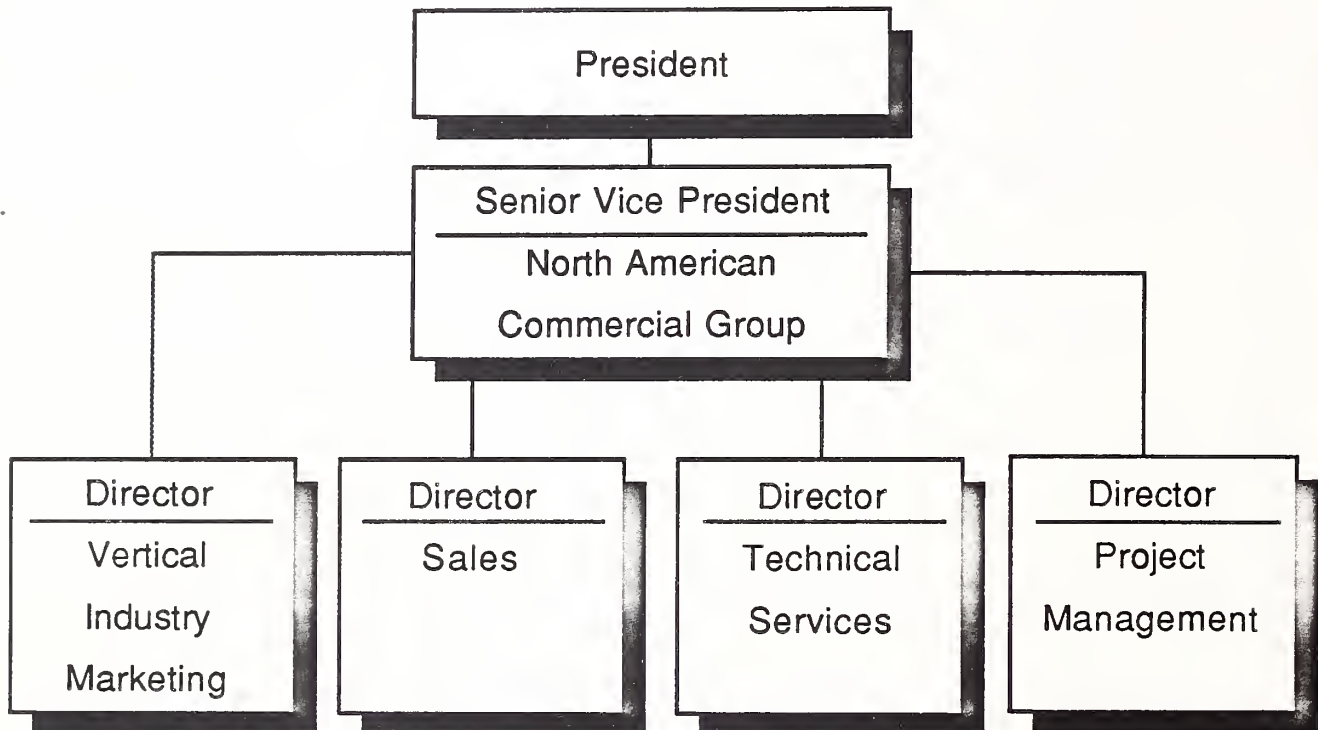 President
Senior Vice President
North American
Commercial Group
Director
Vertical
Industry
Marketing
Director
Sales
Director
Technical
Services
Director
Project
Management